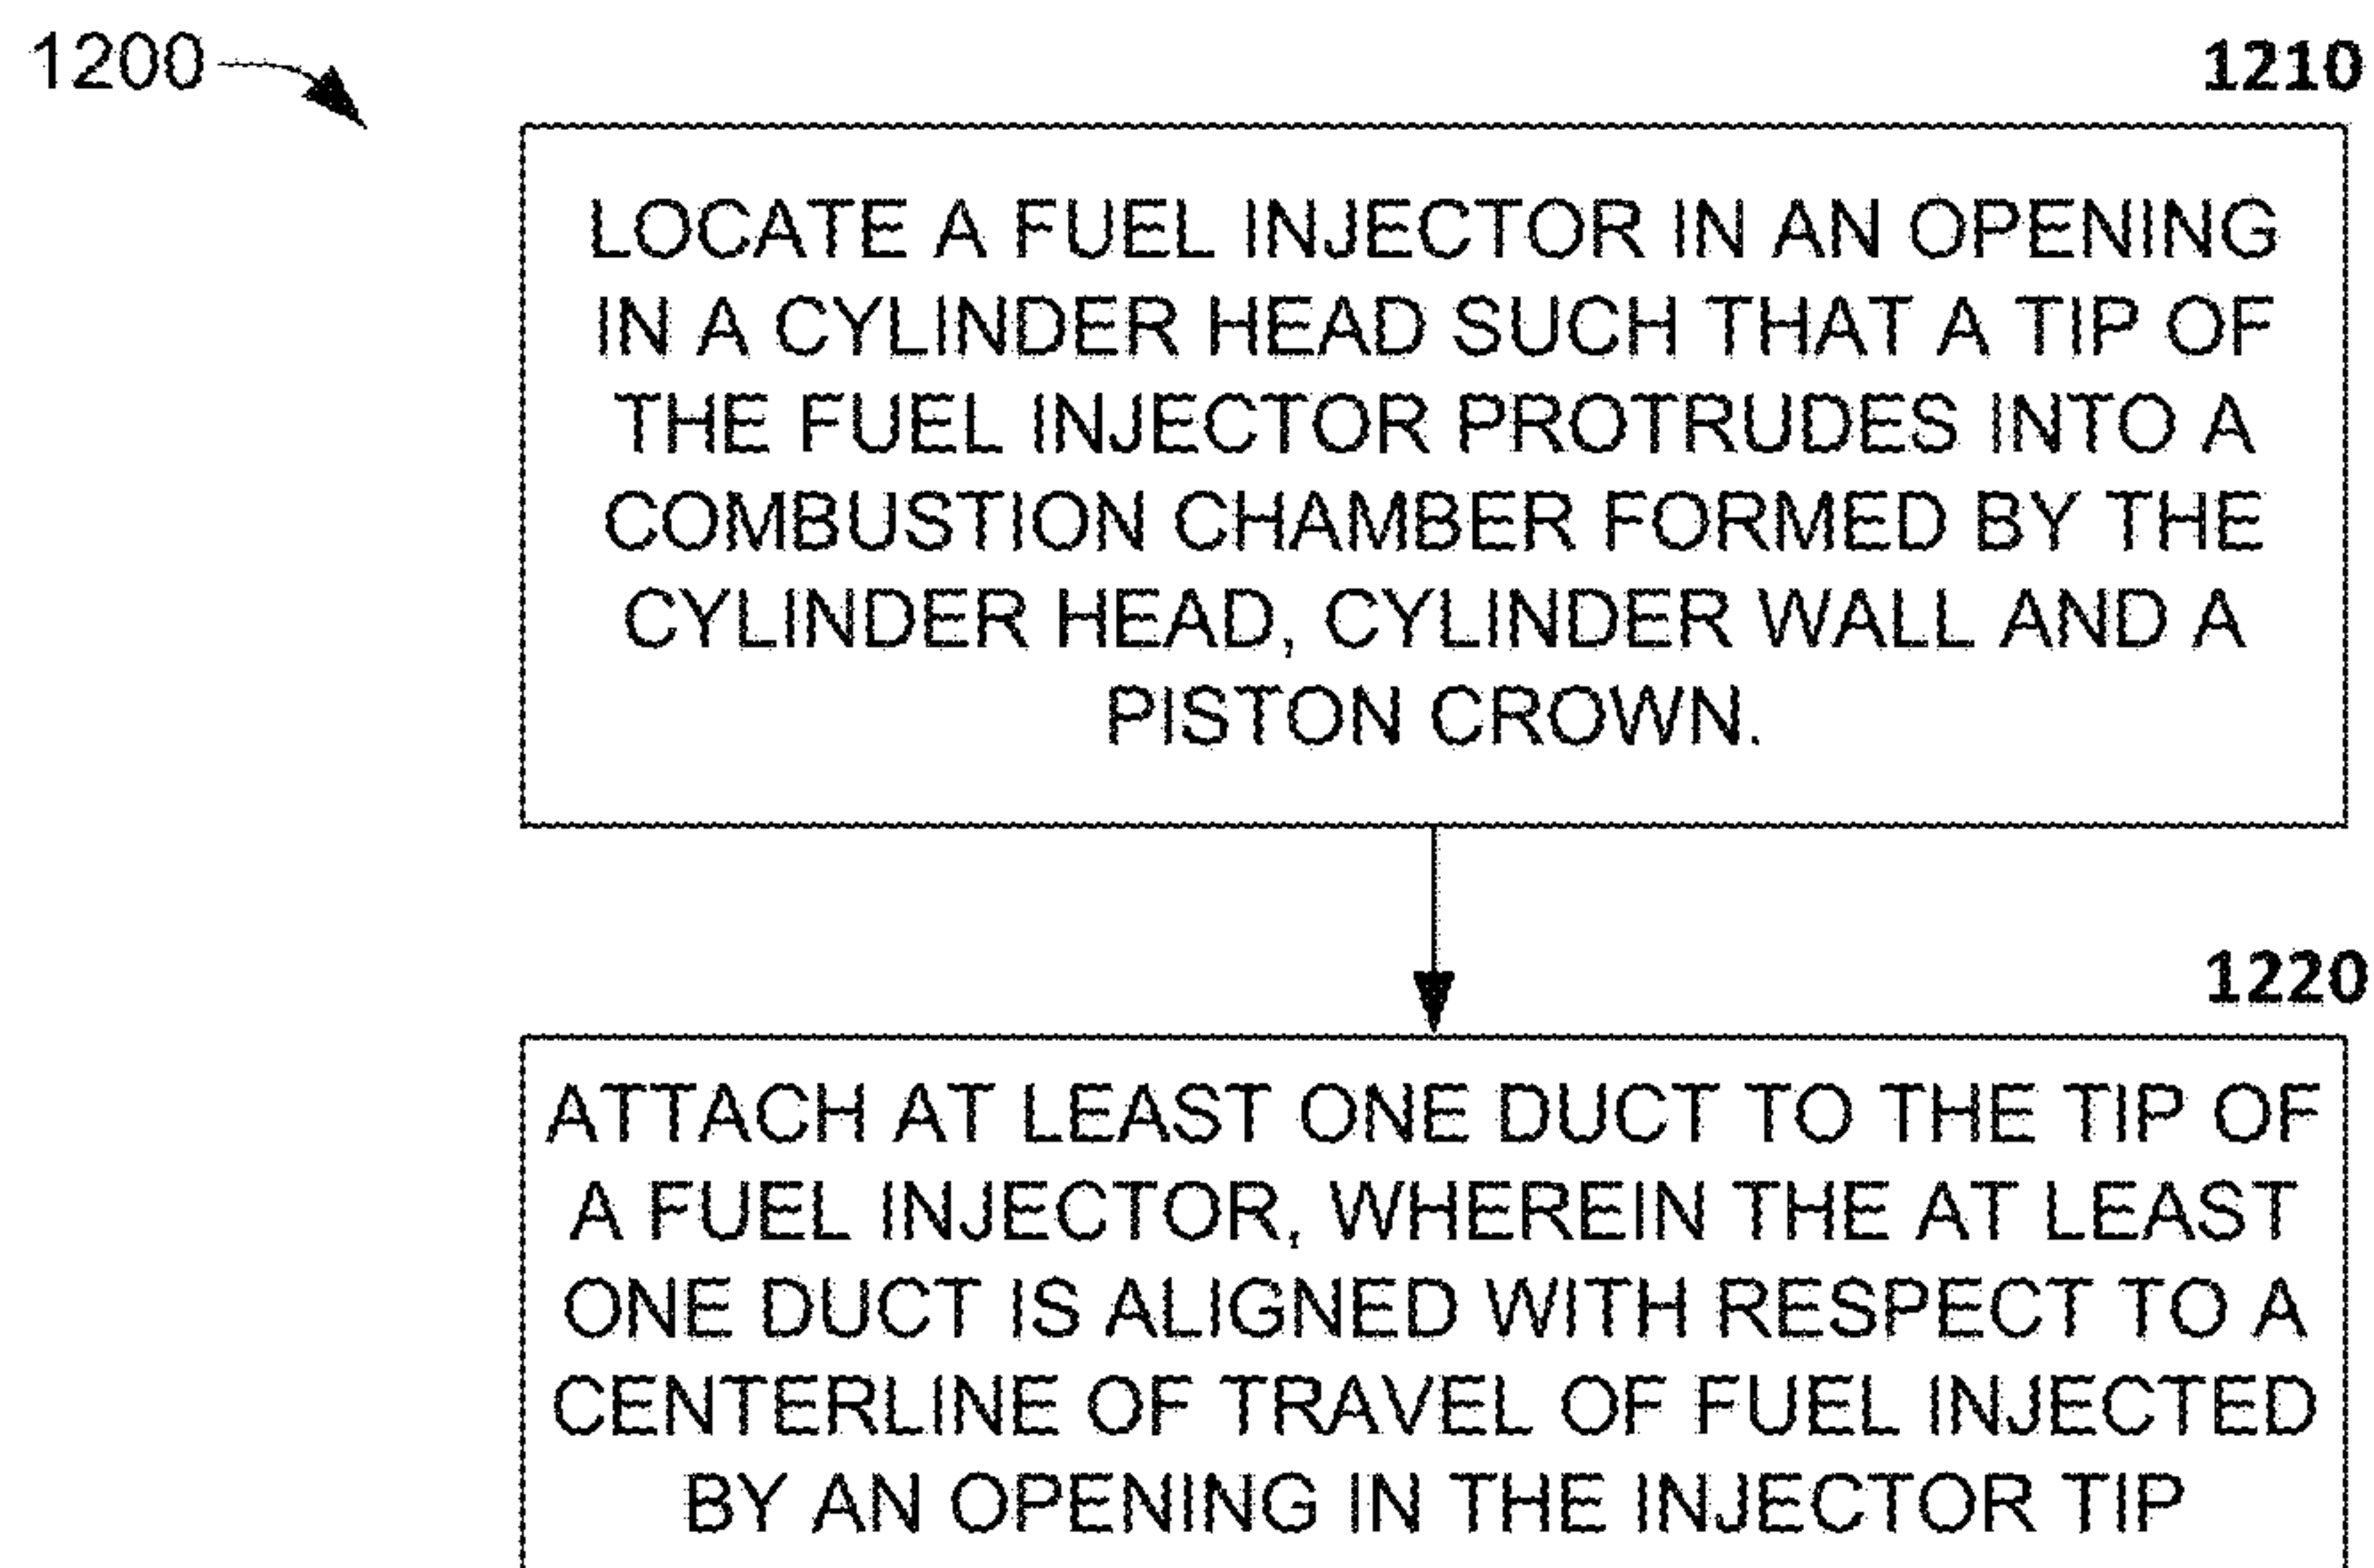 1200
1210
LOCATE A FUEL INJECTOR IN AN OPENING
IN A CYLINDER HEAD SUCH THAT A TIP OF
THE FUEL INJECTOR PROTRUDES INTO A
COMBUSTION CHAMBER FORMED BY THE
CYLINDER HEAD, CYLINDER WALL AND A
PISTON CROWN.
1220
ATTACH AT LEAST ONE DUCT TO THE TIP OF
A FUEL INJECTOR, WHEREIN THE AT LEAST
ONE DUCT IS ALIGNED WITH RESPECT TO A
CENTERLINE OF TRAVEL OF FUEL INJECTED
BY AN OPENING IN THE INJECTOR TIP